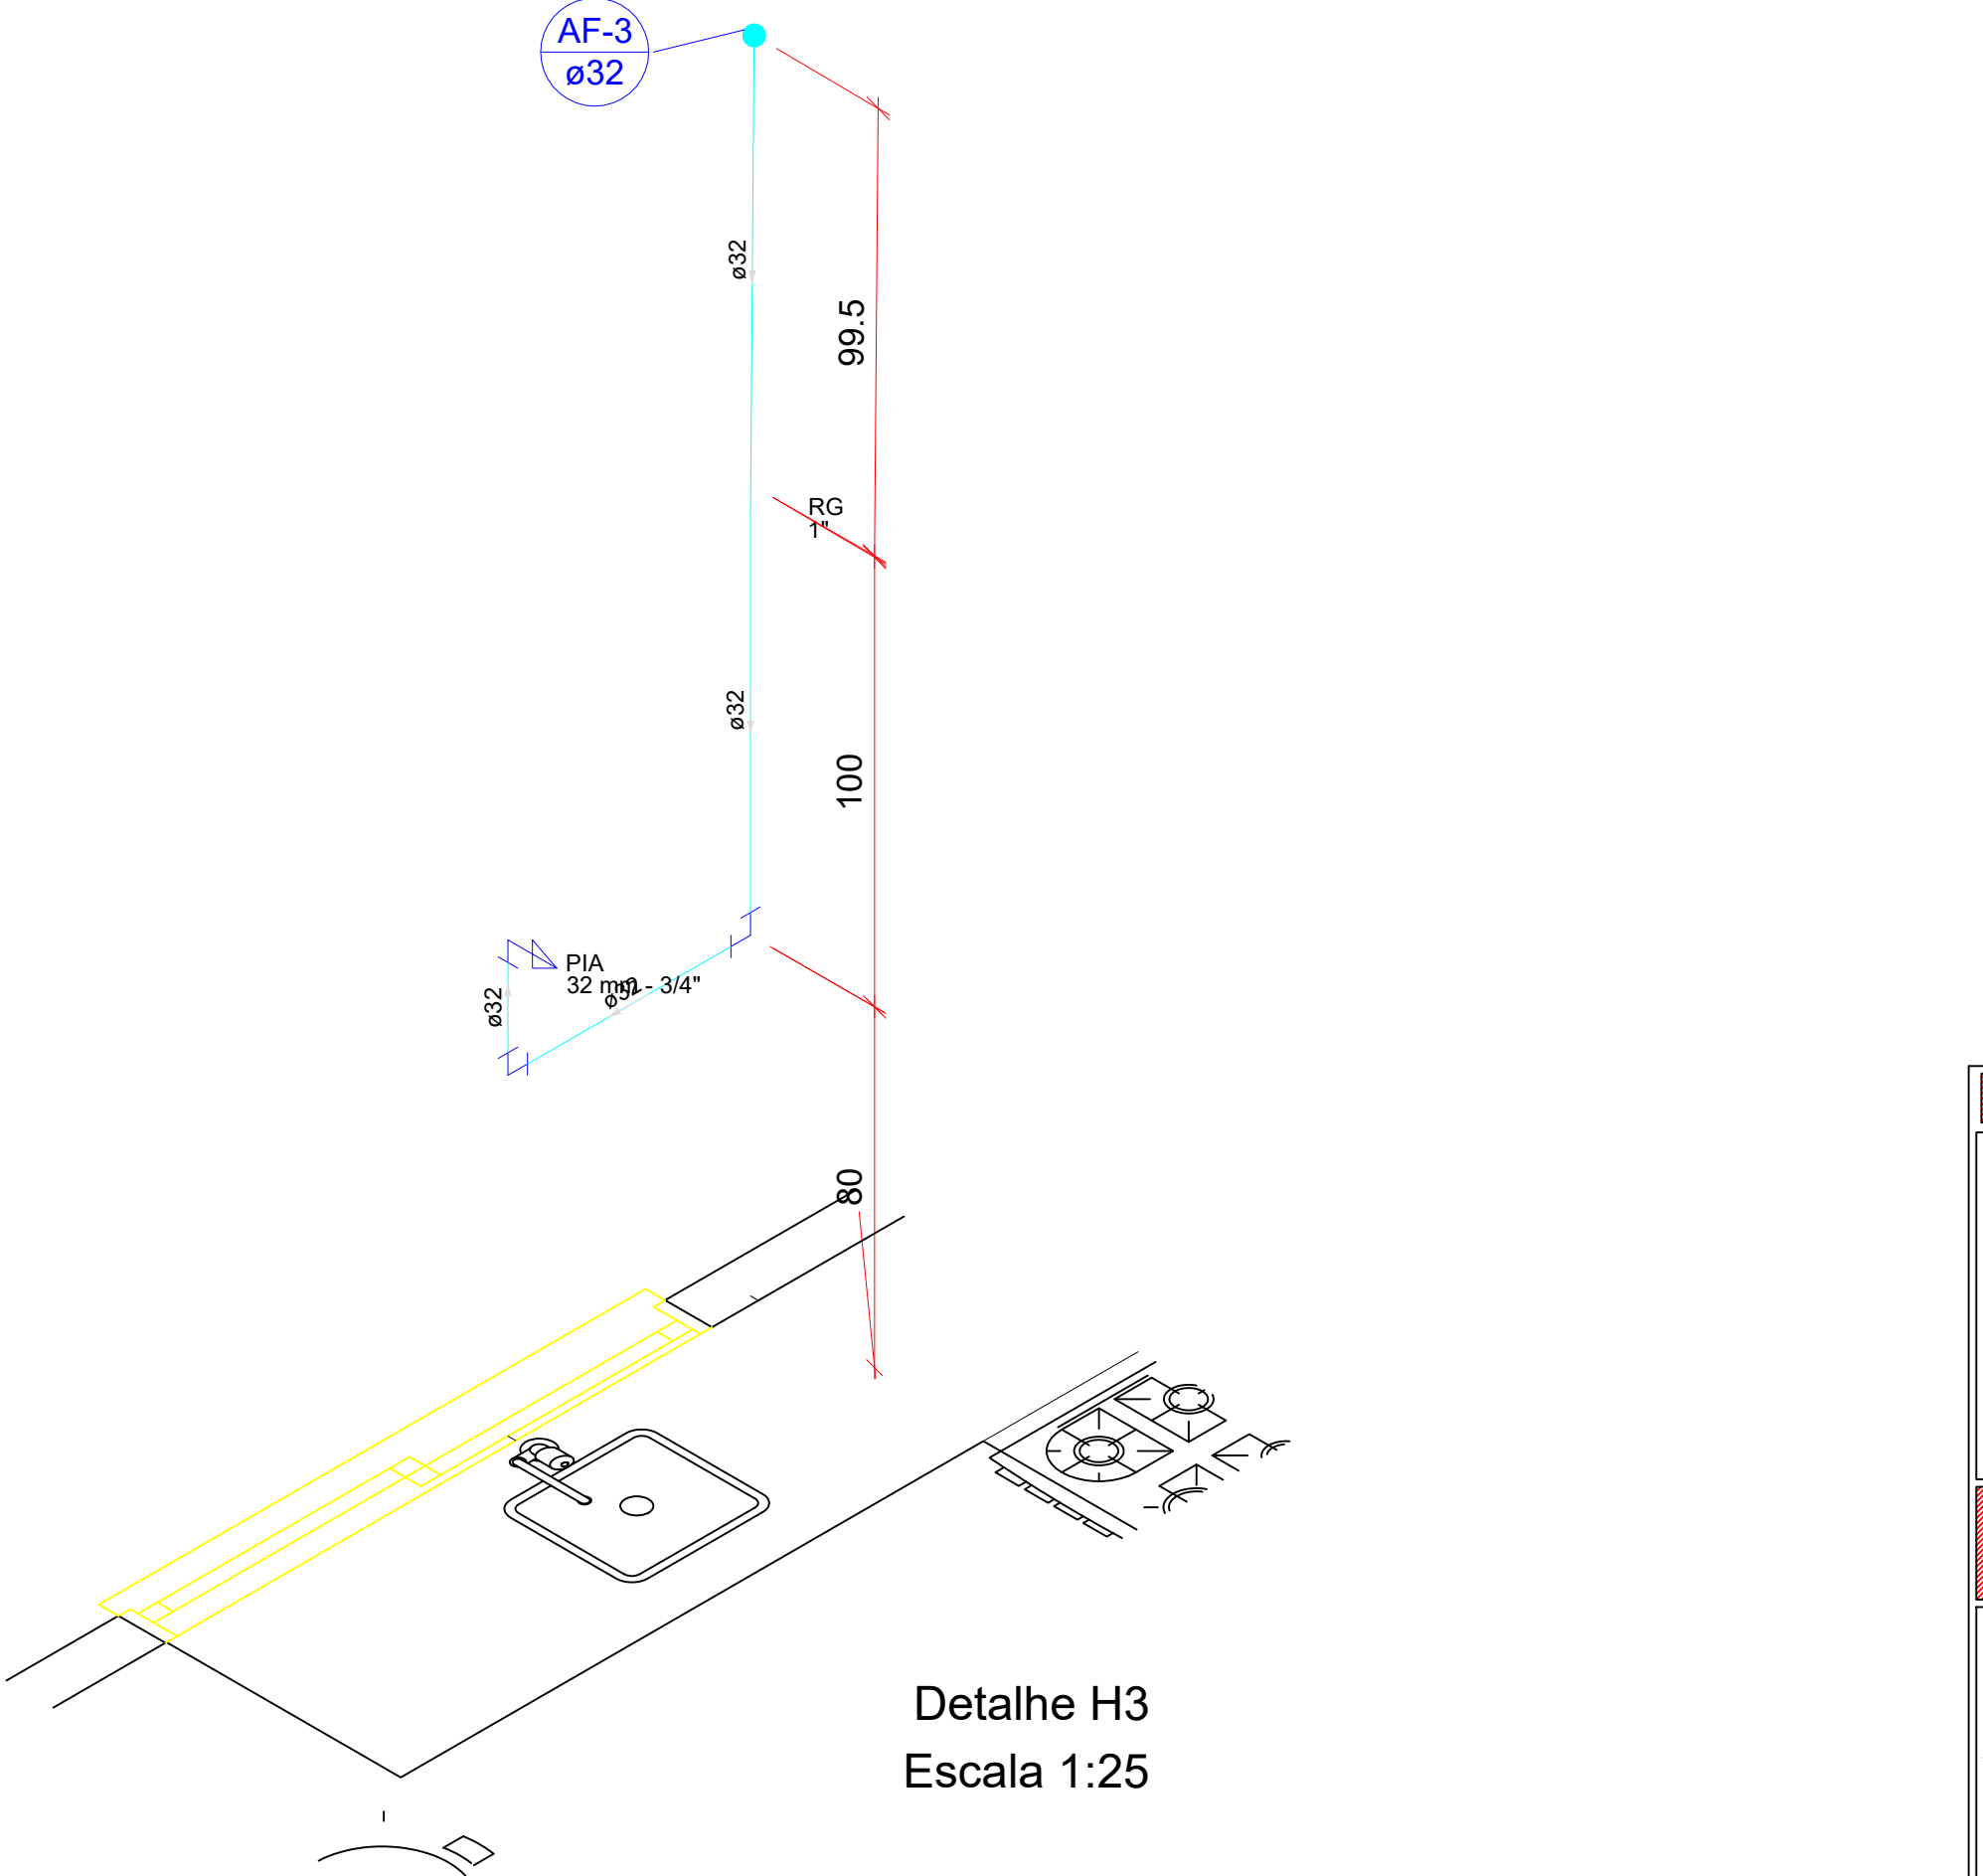 AF-3
ø32
ø32
99.5
RG
1"
ø32
100
PIA
32 mm - 3/4"
ø32
ø32
80
Detalhe H3
Escala 1:25